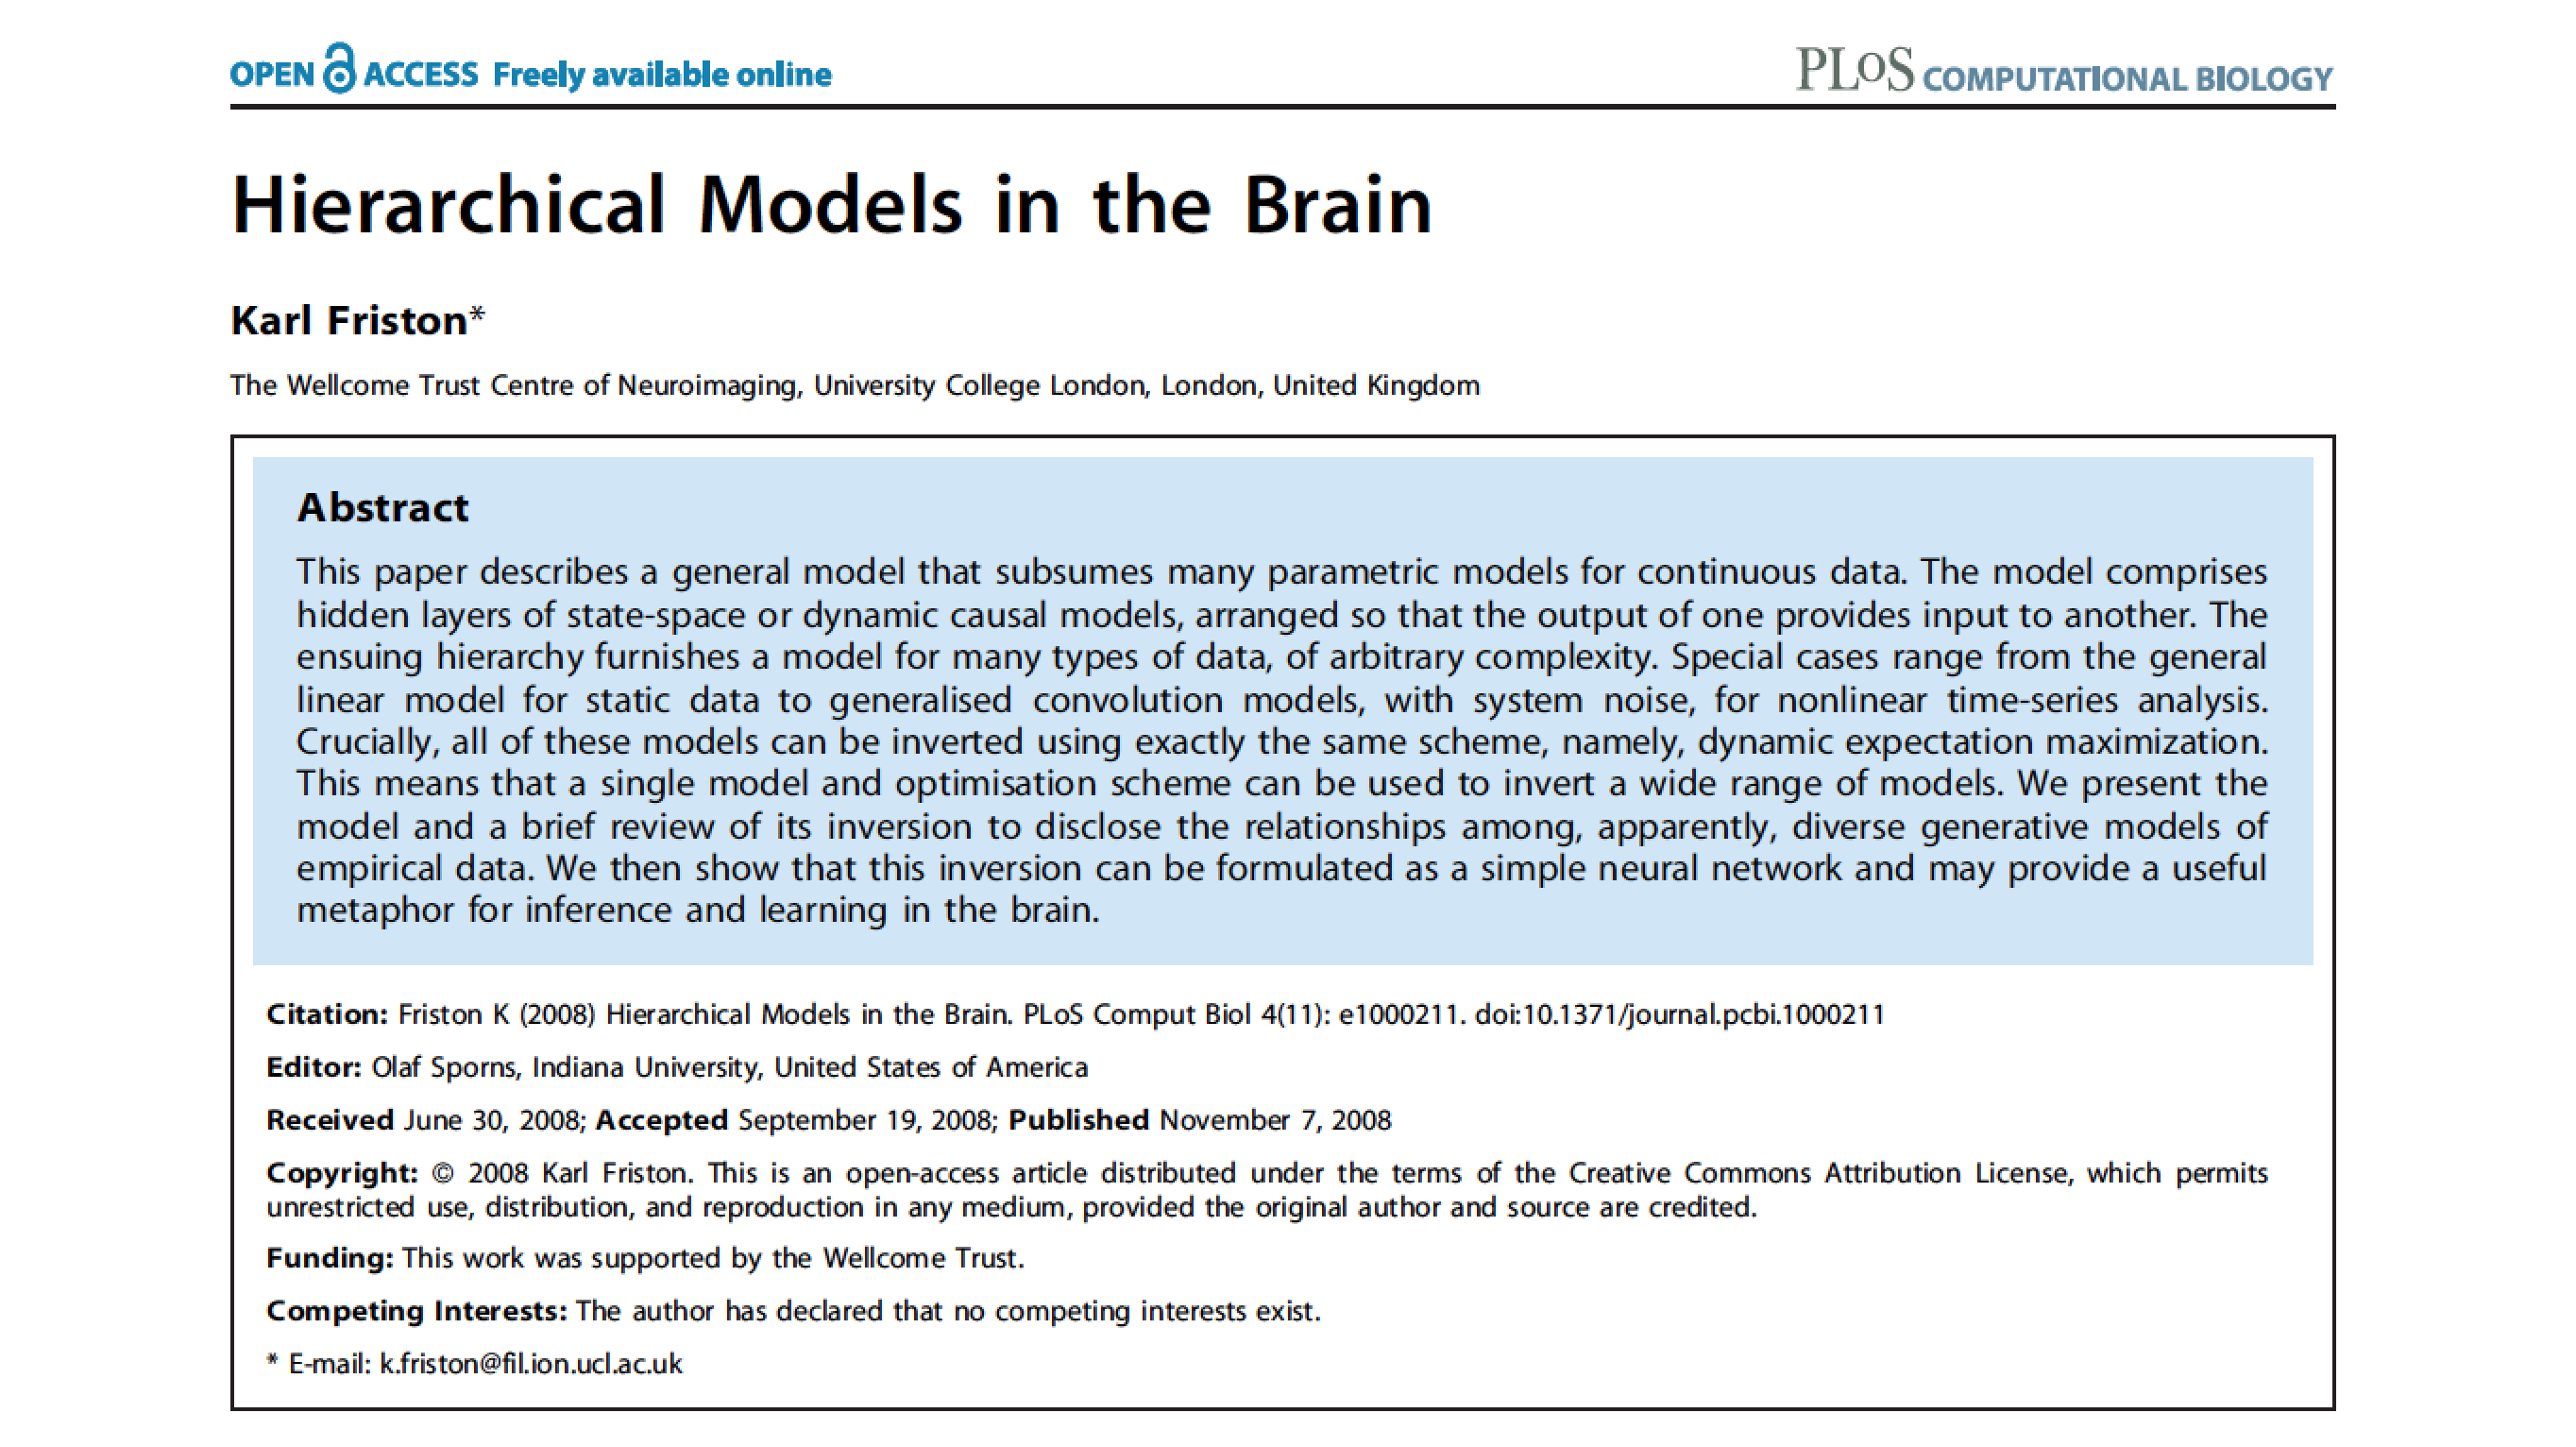 OPEN ACCESS Freely available online
PLoS COMPUTATIONAL BIOLOGY
Hierarchical Models in the Brain
Karl Friston*
The Wellcome Trust Centre of Neuroimaging, University College London, London, United Kingdom
Abstract
This paper describes a general model that subsumes many parametric models for continuous data. The model comprises
hidden layers of state-space or dynamic causal models, arranged so that the output of one provides input to another. The
ensuing hierarchy furnishes a model for many types of data, of arbitrary complexity. Special cases range from the general
linear model for static data to generalised convolution models, with system noise, for nonlinear time-series analysis.
Crucially, all of these models can be inverted using exactly the same scheme, namely, dynamic expectation maximization.
This means that a single model and optimisation scheme can be used to invert a wide range of models. We present the
model and a brief review of its inversion to disclose the relationships among, apparently, diverse generative models of
empirical data. We then show that this inversion can be formulated as a simple neural network and may provide a useful
metaphor for inference and learning in the brain.
Citation: Friston K (2008) Hierarchical Models in the Brain. PLoS Comput Biol 4(11): e1000211. doi:10.1371/journal.pcbi.1000211
Editor: Olaf Sporns, Indiana University, United States of America
Received June 30, 2008; Accepted September 19, 2008; Published November 7, 2008
Copyright: © 2008 Karl Friston. This is an open-access article distributed under the terms of the Creative Commons Attribution License, which permits
unrestricted use, distribution, and reproduction in any medium, provided the original author and source are credited.
Funding: This work was supported by the Wellcome Trust.
Competing Interests: The author has declared that no competing interests exist.
* E-mail: k.friston@fil.ion.ucl.ac.uk